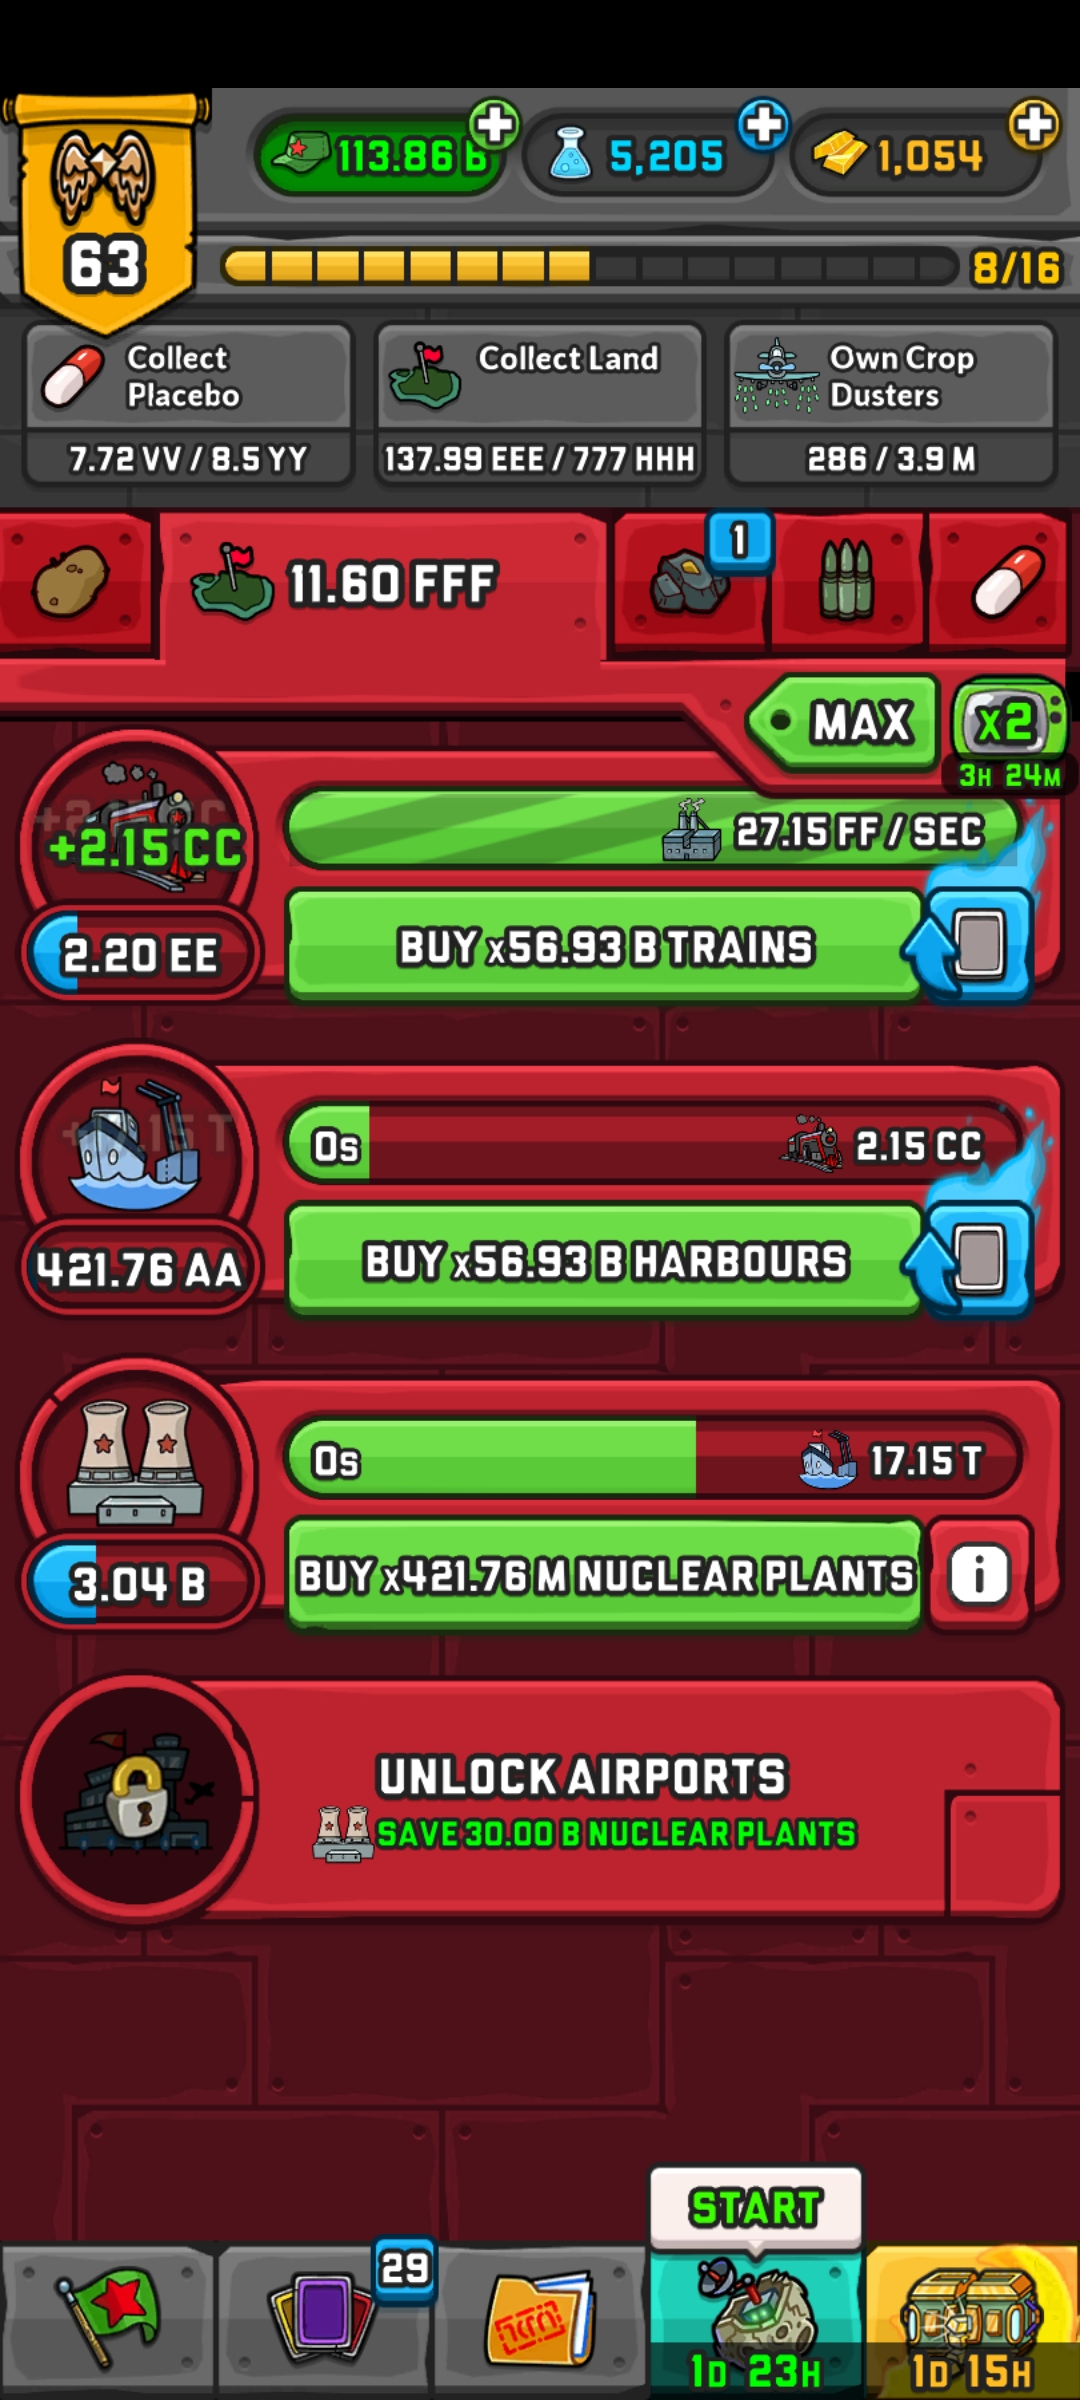 113.86 B
5,205
1,054
63
8/16
Collect
Placebo
7.72 VV / 8.5 YY
Collect Land
137.99 EEE / 777 HHH
Own Crop
Dusters
286 / 3.9 M
11.60 FFF
1
MAX
x2
3H 24M
+2.15 CC
27.15 FF / SEC
2.20 EE
BUY x56.93 B TRAINS
0s
2.15 CC
421.76 AA
BUY x56.93 B HARBOURS
0s
17.15 T
3.04 B
BUY x421.76 M NUCLEAR PLANTS
i
UNLOCK AIRPORTS
SAVE 30.00 B NUCLEAR PLANTS
START
29
1D 23H
1D 15H